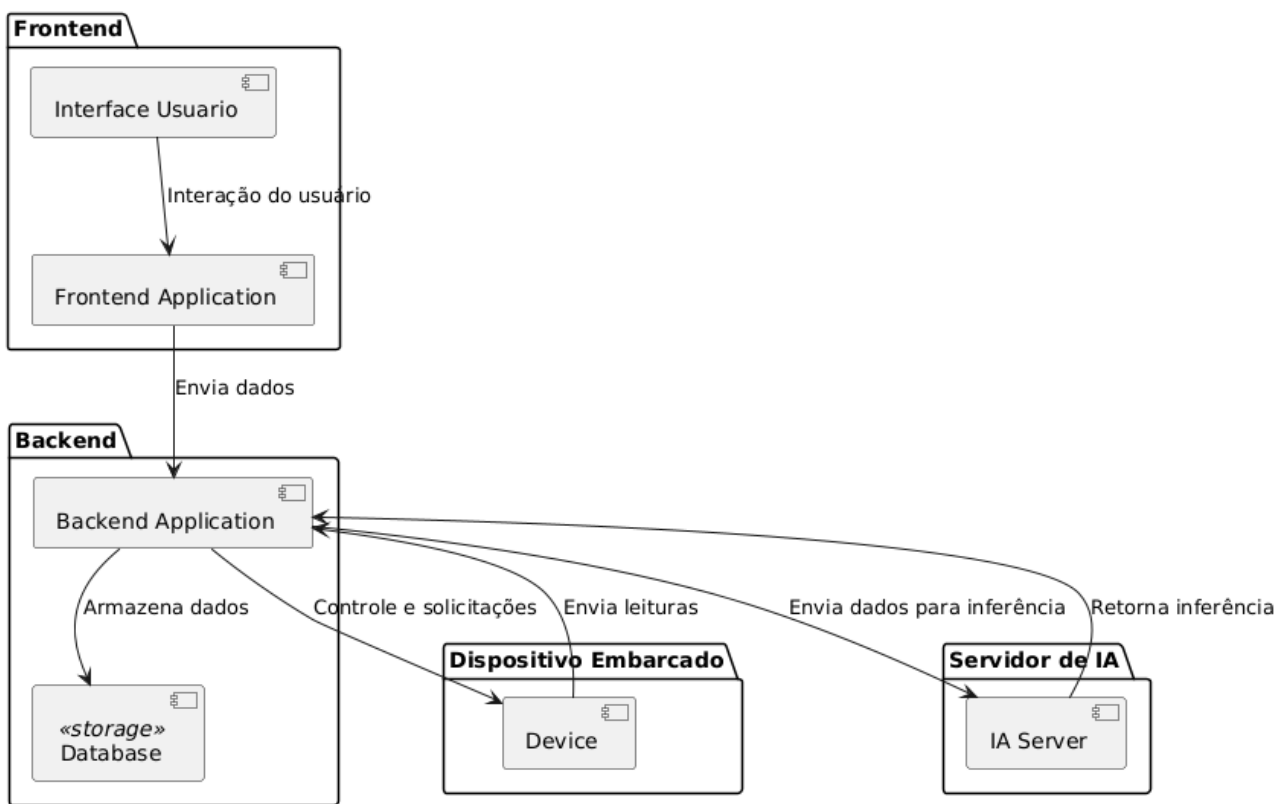 Frontend
Interface Usuario
Interação do usuário
Frontend Application
Envia dados
Backend
Backend Application
Armazena dados
Controle e solicitações
Envia leituras
Envia dados para inferência
Retorna inferência
Dispositivo Embarcado
Servidor de IA
«storage»
Database
Device
IA Server